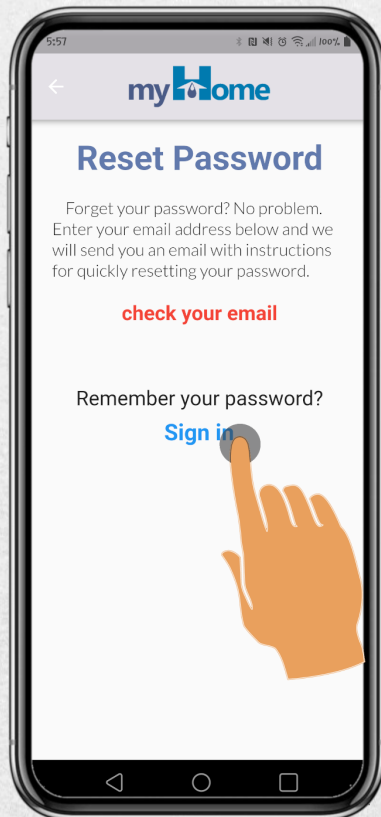 5:57
100%
myHome
Reset Password
Forget your password? No problem.
Enter your email address below and we
will send you an email with instructions
for quickly resetting your password.
check your email
Remember your password?
Sign in